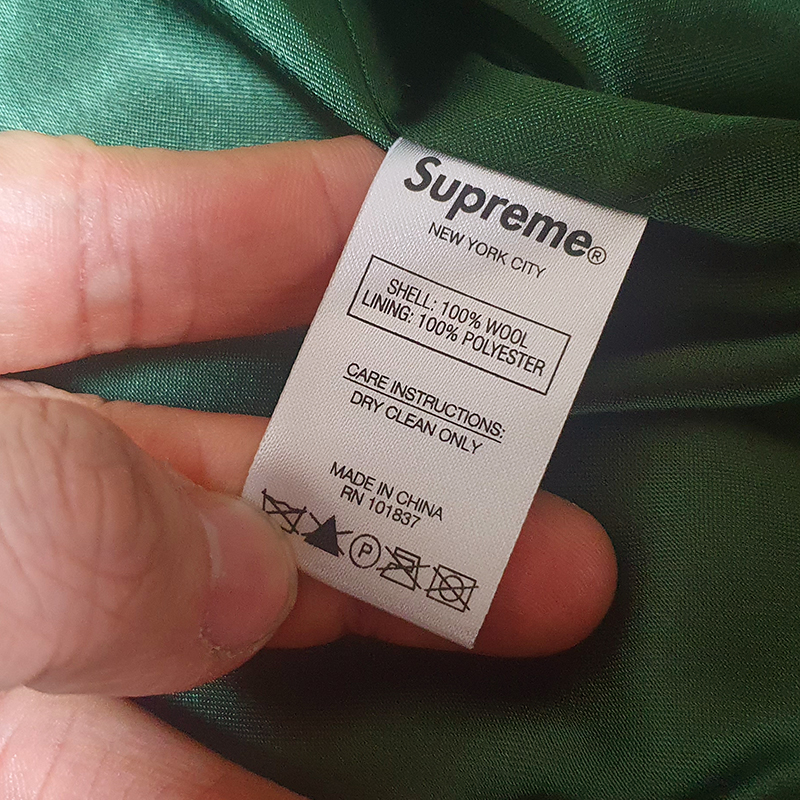 Supreme®
NEW YORK CITY
SHELL: 100% WOOL
LINING: 100% POLYESTER
CARE INSTRUCTIONS:
DRY CLEAN ONLY
MADE IN CHINA
RN 101837
P